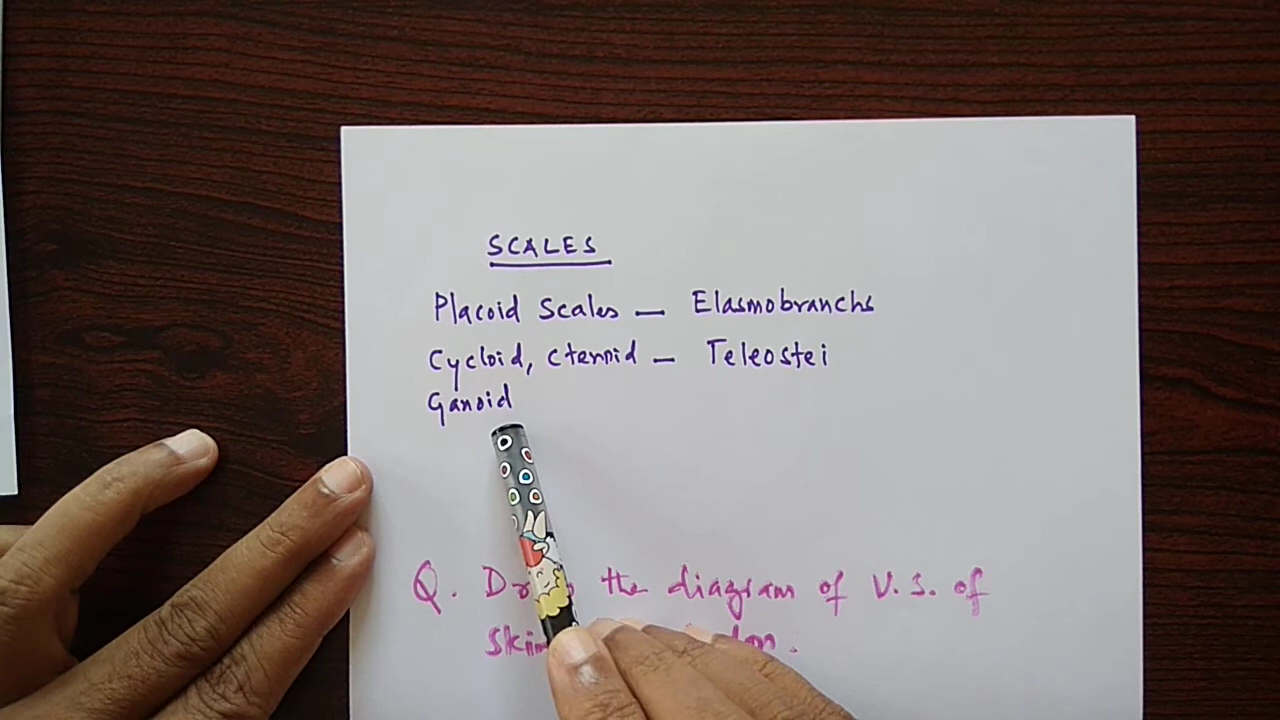 SCALES
Placoid Scales — Elasmobranchs
Cycloid, Ctenoid — Teleostei
Ganoid
Q. the diagram of V.S. of